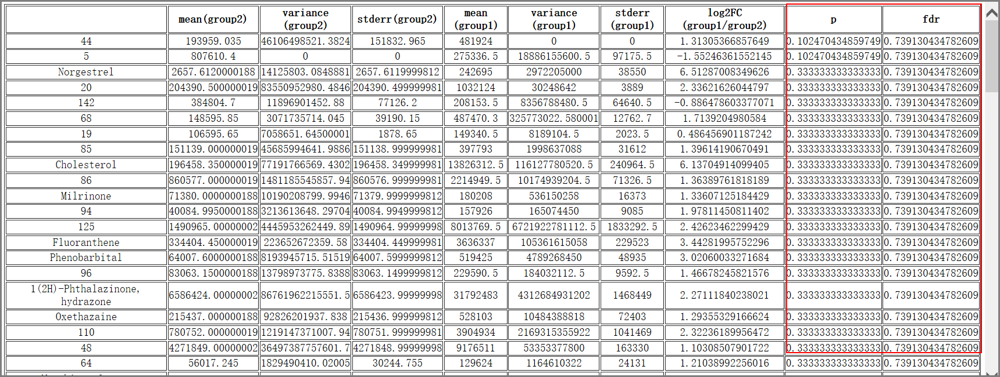 mean(group2) variance (group2) stderr(group2) mean (group1) variance (group1) stderr (group1) log2FC (group1/group2) p fdr
44 193959.035 46106498521.3824 151832.965 481924 0 0 1.31305366857649 0.102470434859749 0.739130434782609
5 807610.4 0 0 275336.5 18886155600.5 97175.5 -1.55246361552145 0.102470434859749 0.739130434782609
Norgestrel 2657.6120000188 14125803.0848881 2657.6119999812 242695 2972205000 38550 6.51287008349626 0.333333333333333 0.739130434782609
20 204390.500000019 83550952980.4846 204390.499999981 1032124 30248642 3889 2.33621626044797 0.333333333333333 0.739130434782609
142 384804.7 11896901452.88 77126.2 208153.5 8356788480.5 64640.5 -0.886478603377071 0.333333333333333 0.739130434782609
68 148595.85 3071735714.045 39190.15 487470.3 325773022.580001 12762.7 1.7139204980584 0.333333333333333 0.739130434782609
19 106595.65 7058651.64500001 1878.65 149340.5 8189104.5 2023.5 0.486456901187242 0.333333333333333 0.739130434782609
85 151139.000000019 45685994641.9886 151138.999999981 397793 1998637088 31612 1.39614190670491 0.333333333333333 0.739130434782609
Cholesterol 196458.350000019 77191766569.4302 196458.349999981 13826312.5 116127780520.5 240964.5 6.13704914099405 0.333333333333333 0.739130434782609
86 860577.000000019 1481185545857.94 860576.999999981 2214949.5 10174939204.5 71326.5 1.36389761818189 0.333333333333333 0.739130434782609
Milrinone 71380.0000000188 10190208799.9946 71379.9999999812 180208 536150258 16373 1.33607125184429 0.333333333333333 0.739130434782609
94 40084.9950000188 3213613648.29704 40084.9949999812 157926 165074450 9085 1.97811450811402 0.333333333333333 0.739130434782609
125 1490965.00000002 4445953262449.89 1490964.99999998 8013769.5 6721922781112.5 1833292.5 2.42623462299429 0.333333333333333 0.739130434782609
Fluoranthene 334404.450000019 223652672359.58 334404.449999981 3636337 105361615058 229523 3.44281995752296 0.333333333333333 0.739130434782609
Phenobarbital 64007.6000000188 8193945715.51519 64007.5999999812 519425 4789268450 48935 3.02060033271684 0.333333333333333 0.739130434782609
96 83063.1500000188 13798973775.8388 83063.1499999812 229590.5 184032112.5 9592.5 1.46678245821576 0.333333333333333 0.739130434782609
1(2H)-Phthalazinone, hydrazone 6586424.00000002 86761962215551.5 6586423.99999998 31792483 4312684931202 1468449 2.27111840238021 0.333333333333333 0.739130434782609
Oxethazaine 215437.000000188 92826201937.838 215436.999999812 528103 10484388818 72403 1.29355329166624 0.333333333333333 0.739130434782609
110 780752.000000019 1219147371007.94 780751.999999981 3904934 2169315355922 1041469 2.32236189956472 0.333333333333333 0.739130434782609
48 4271849.00000002 36497387757601.7 4271848.99999998 9176511 53353377800 163330 1.10308507901722 0.333333333333333 0.739130434782609
64 56017.245 1829490410.02005 30244.755 129624 1164610322 24131 1.21038992256016 0.333333333333333 0.739130434782609